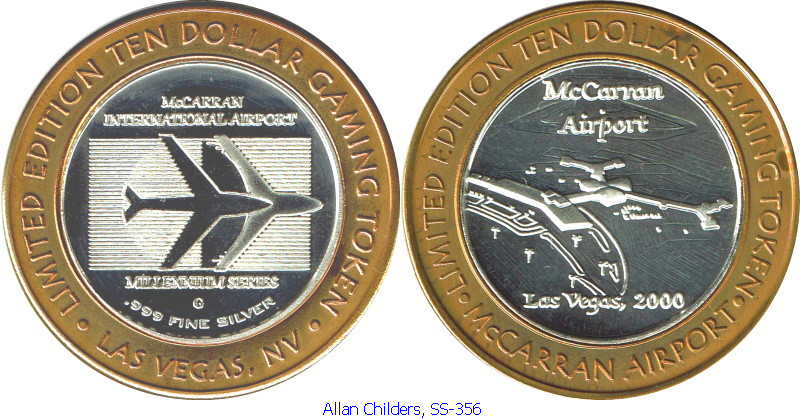 LIMITED EDITION TEN DOLLAR GAMING TOKEN
• LAS VEGAS, NV •
McCARRAN
INTERNATIONAL AIRPORT
MILLENNIUM SERIES
G
.999 FINE SILVER
LIMITED EDITION TEN DOLLAR GAMING TOKEN
• McCARRAN AIRPORT •
McCarran
Airport
Las Vegas, 2000
Allan Childers, SS-356